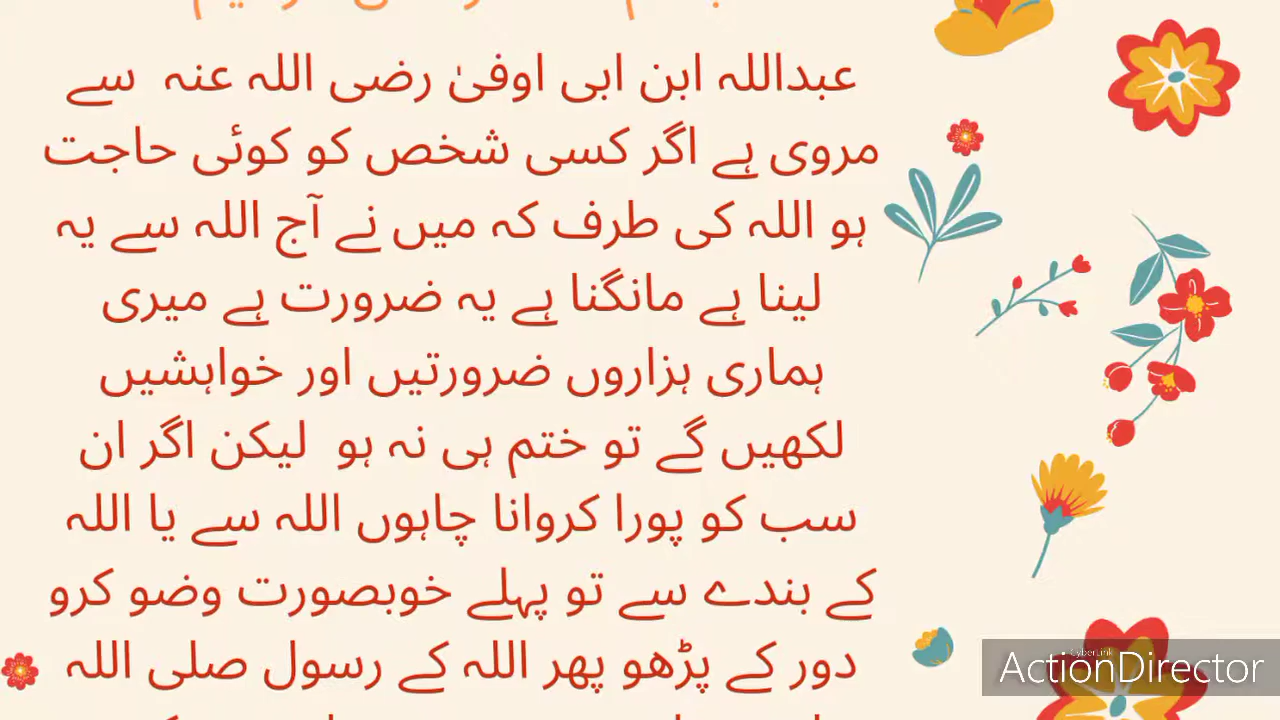 عبداللہ ابن ابی اوفیٰ رضی اللہ عنہ سے
مروی ہے اگر کسی شخص کو کوئی حاجت
ہو اللہ کی طرف کہ میں نے آج اللہ سے یہ
لینا ہے مانگنا ہے یہ ضرورت ہے میری
ہماری ہزاروں ضرورتیں اور خواہشیں
لکھیں گے تو ختم ہی نہ ہو لیکن اگر ان
سب کو پورا کروانا چاہوں اللہ سے یا اللہ
کے بندے سے تو پہلے خوبصورت وضو کرو
دور کے پڑھو پھر اللہ کے رسول صلی اللہ
CyberLink
ActionDirector